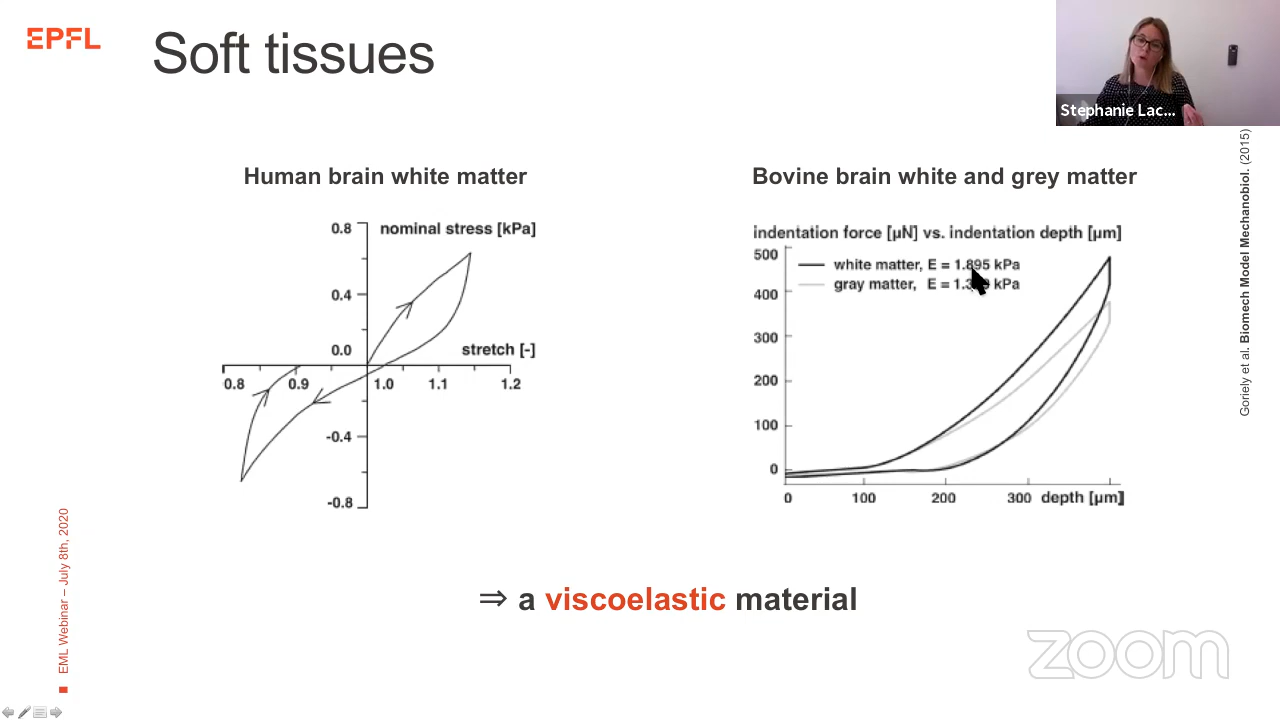 EPFL
Soft tissues
Stephanie Lac...
Human brain white matter
Bovine brain white and grey matter
0.8
nominal stress [kPa]
0.4
0.0
stretch [-]
0.8
0.9
1.0
1.1
1.2
-0.4
-0.8
indentation force [µN] vs. indentation depth [µm]
500
white matter, E = 1.895 kPa
gray matter, E = kPa
400
300
200
100
0
0
100
200
300
depth [µm]
Goriely et al. Biomech Model Mechanobiol. (2015)
⇒ a viscoelastic material
EML Webinar – July 8th, 2020
zoom